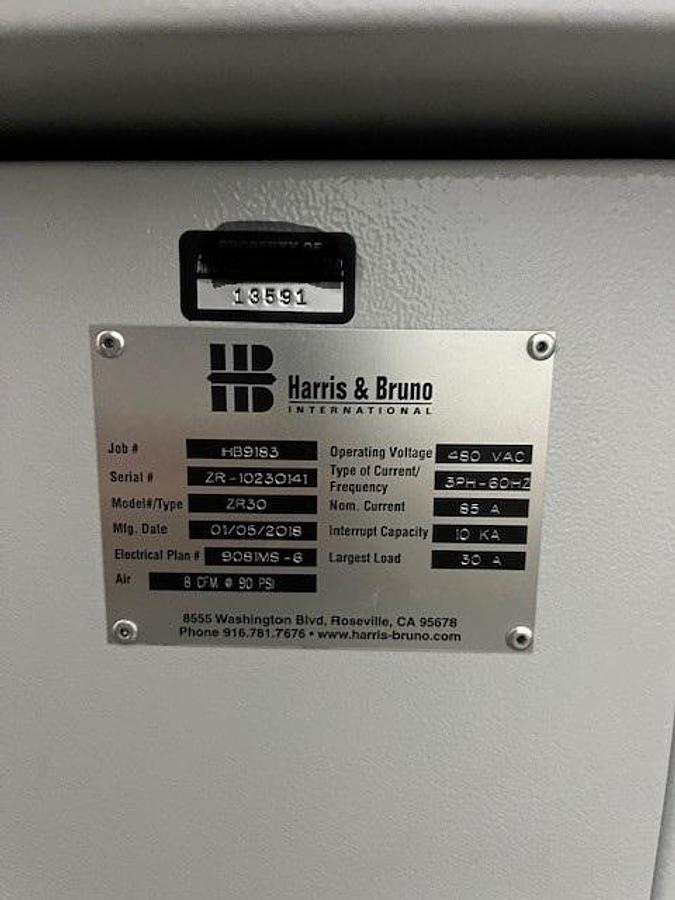 PROPERTY OF
13591
HB
Harris & Bruno
INTERNATIONAL
Job # HB9183
Serial # ZR-10230141
Model#/Type ZR30
Mfg. Date 01/05/2018
Electrical Plan # 9081MS-6
Air 8 CFM @ 90 PSI
Operating Voltage 480 VAC
Type of Current/
Frequency 3PH-60HZ
Nom. Current 85 A
Interrupt Capacity 10 KA
Largest Load 30 A
8555 Washington Blvd, Roseville, CA 95678
Phone 916.781.7676 • www.harris-bruno.com